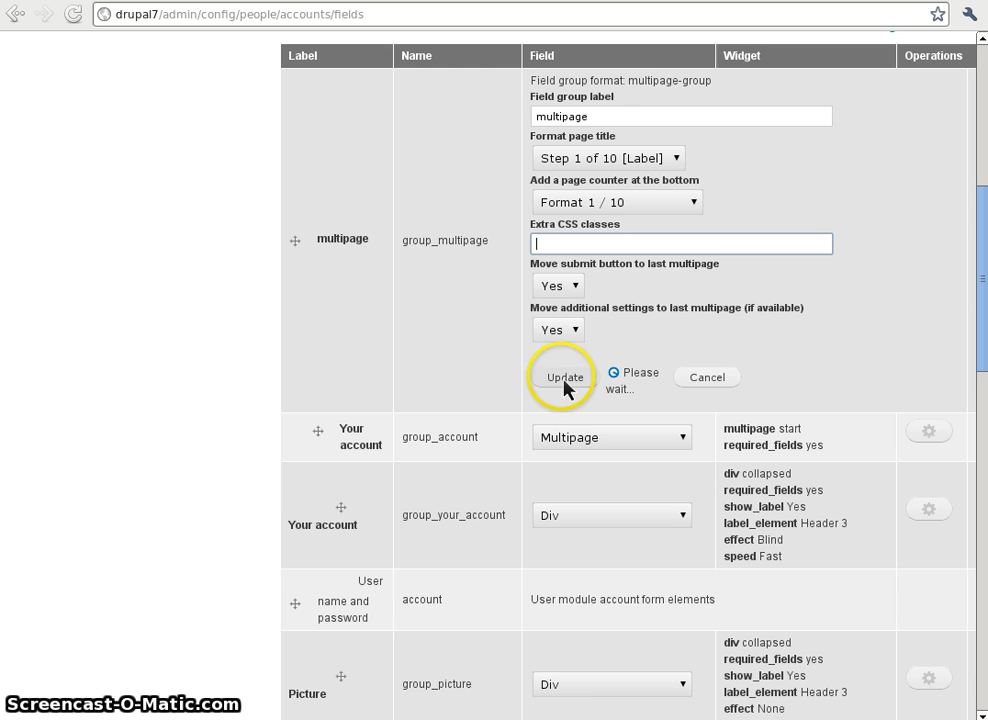 drupal7/admin/config/people/accounts/fields
Label Name Field Widget Operations
Field group format: multipage-group
Field group label
multipage
Format page title
Step 1 of 10 [Label]
Add a page counter at the bottom
Format 1 / 10
Extra CSS classes
multipage group_multipage
Move submit button to last multipage
Yes
Move additional settings to last multipage (if available)
Yes
Update Please wait... Cancel
Your account group_account Multipage multipage start
required_fields yes
Your account group_your_account Div
div collapsed
required_fields yes
show_label Yes
label_element Header 3
effect Blind
speed Fast
User name and password account User module account form elements
Picture group_picture Div
div collapsed
required_fields yes
show_label Yes
label_element Header 3
effect None
Screencast-O-Matic.com